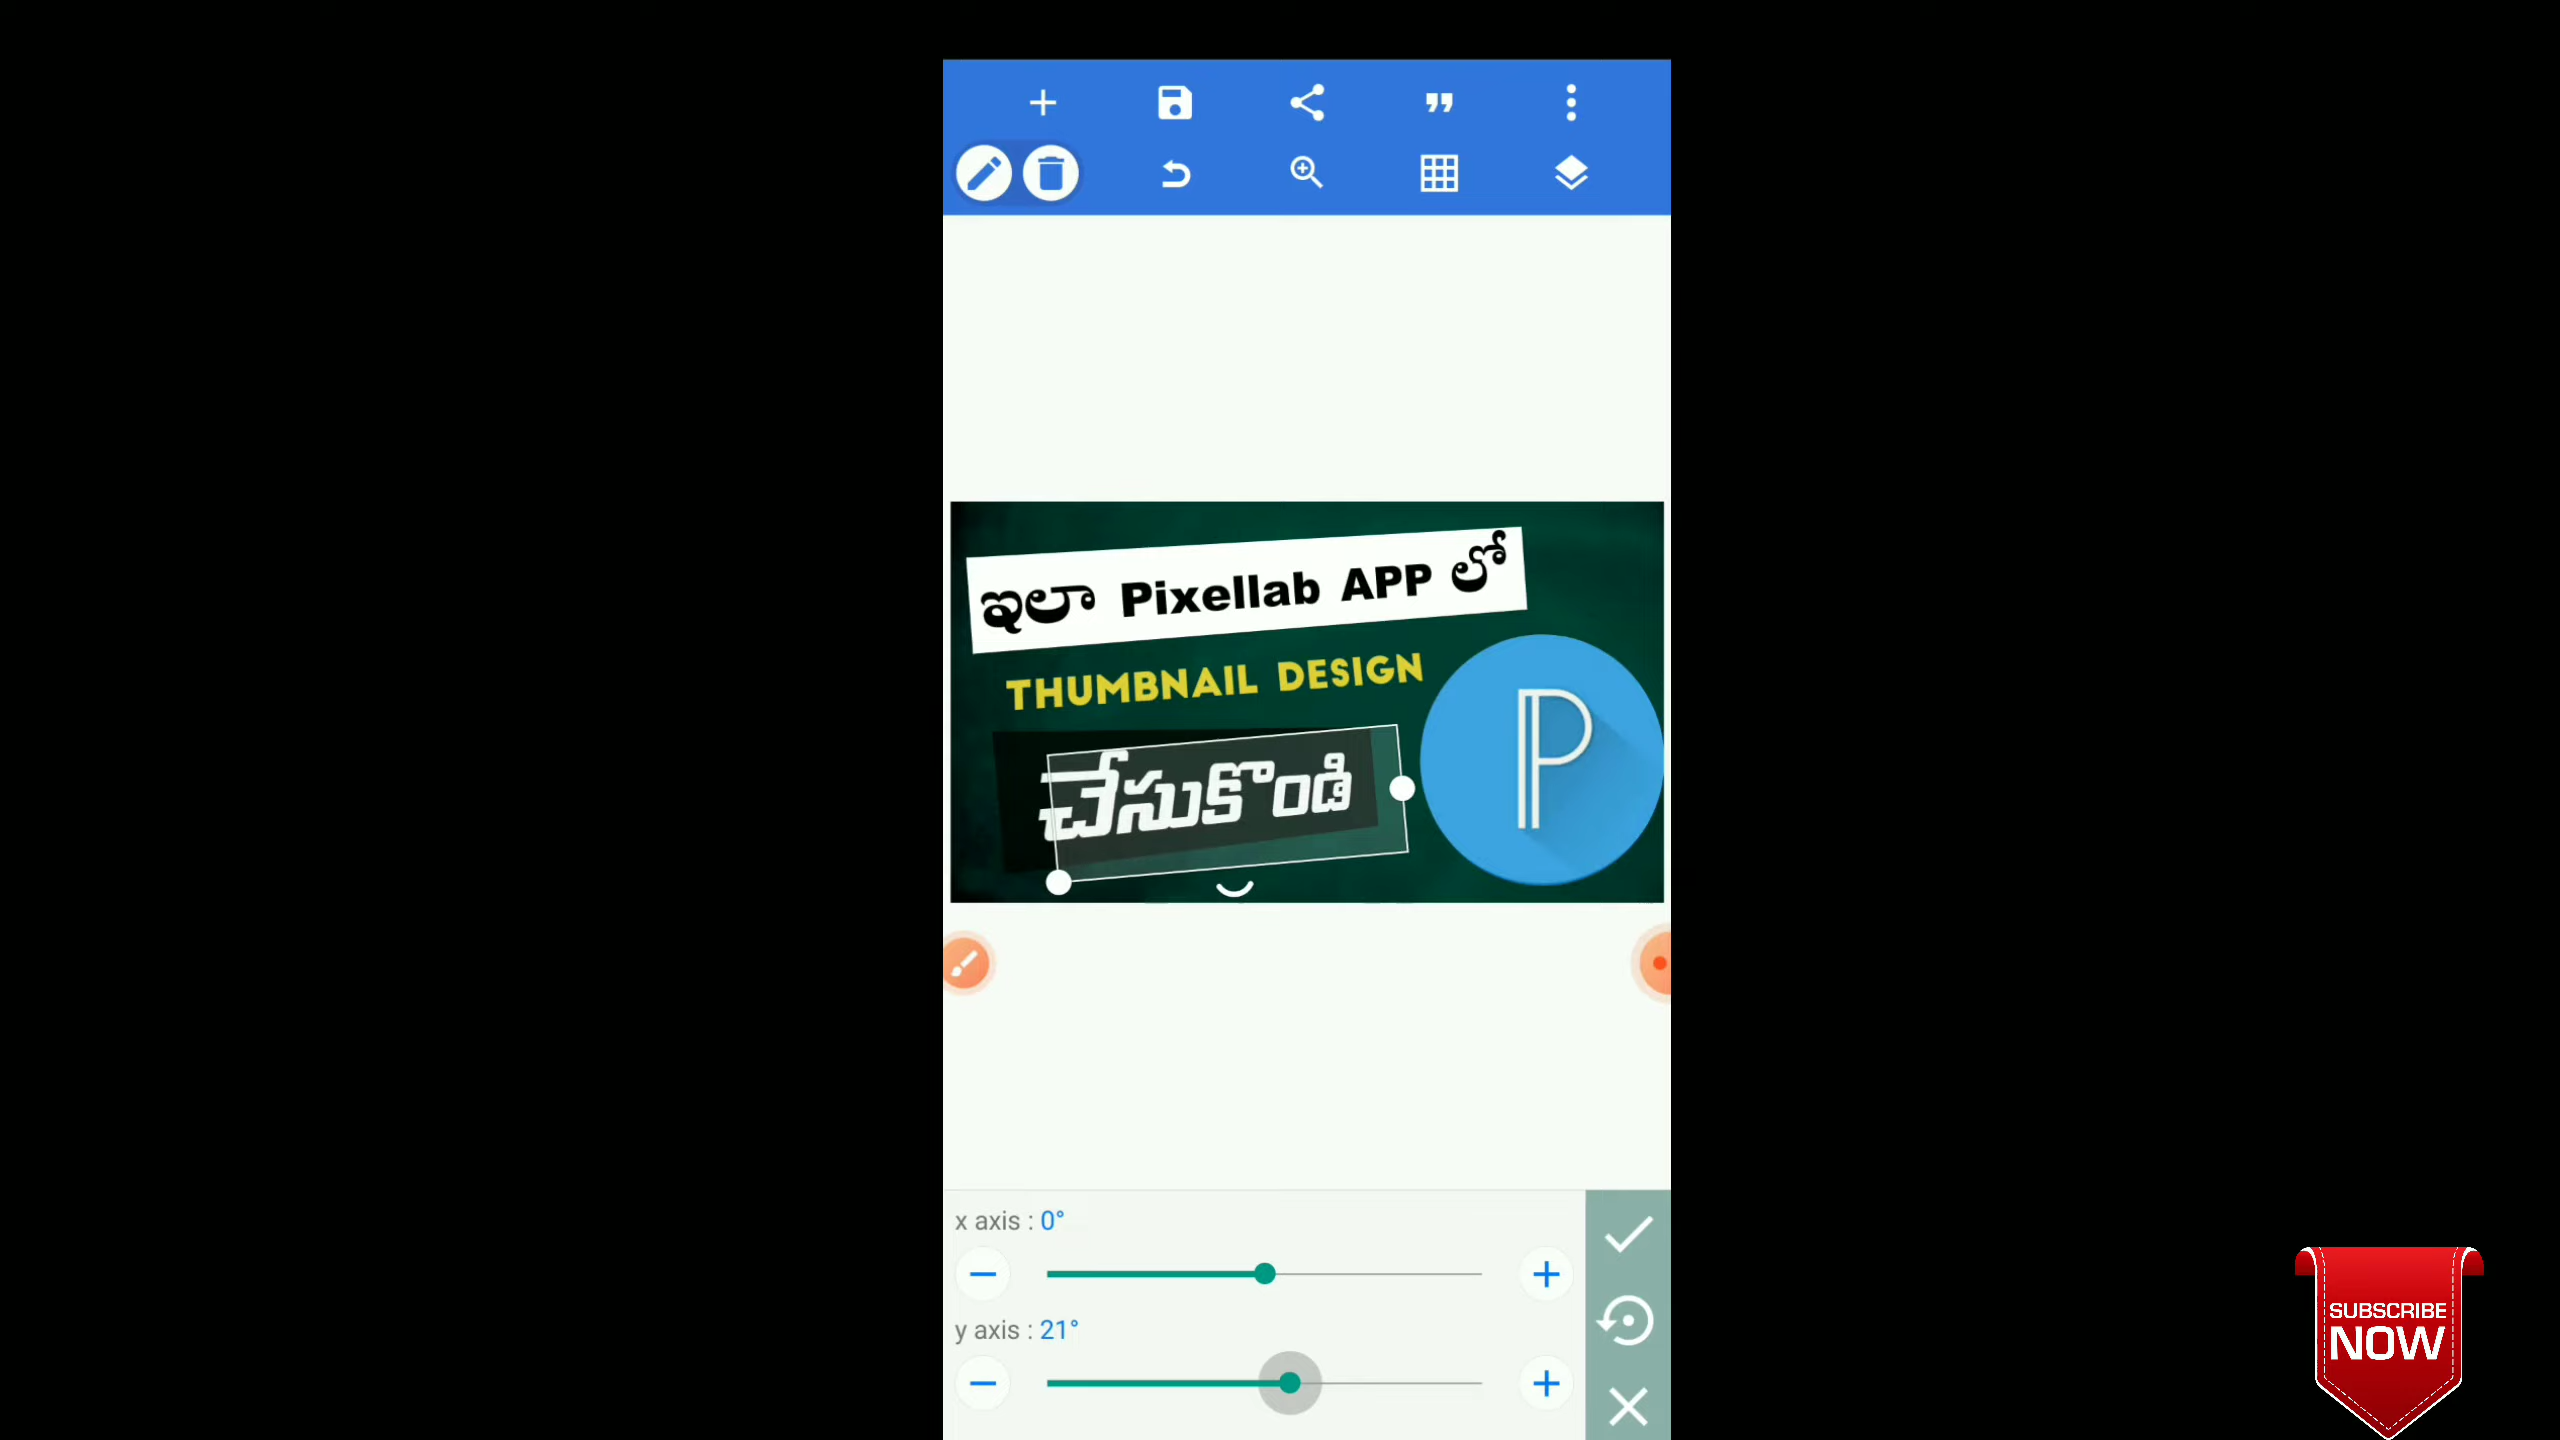 ఇలా Pixellab APP లో
THUMBNAIL DESIGN
చేసుకొండి
P
x axis : 0°
y axis : 21°
SUBSCRIBE
NOW